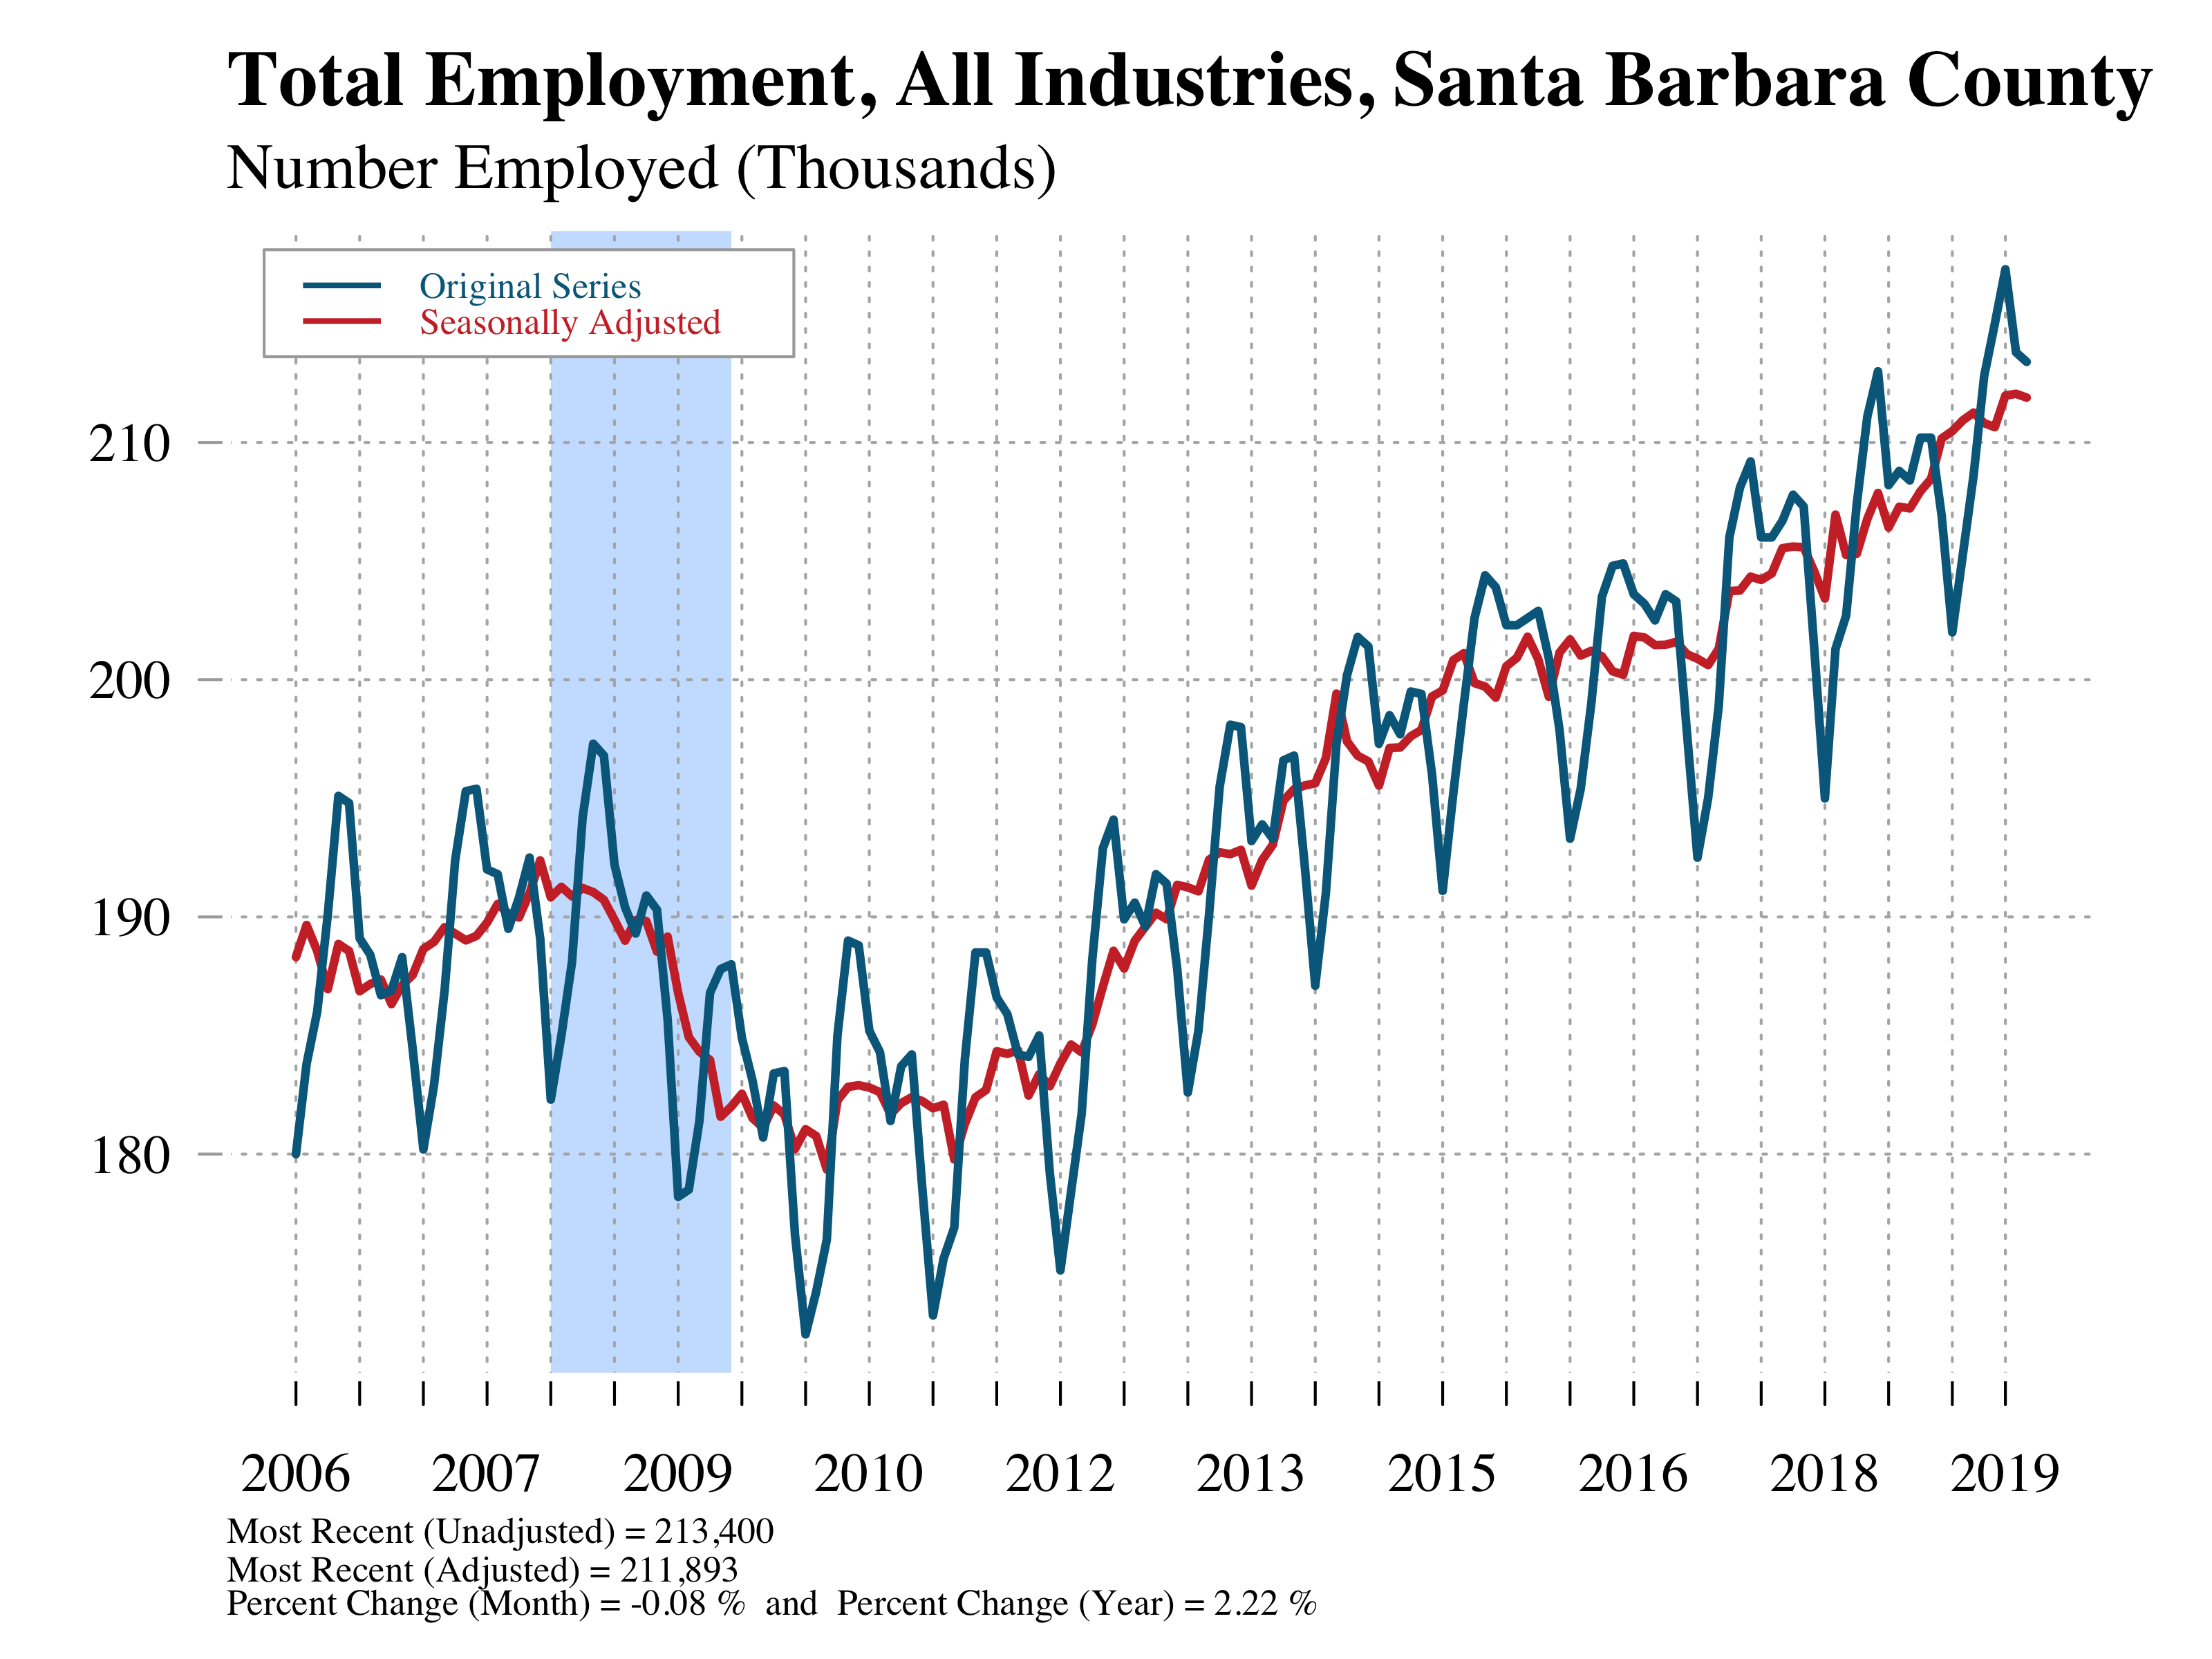 Total Employment, All Industries, Santa Barbara County
Number Employed (Thousands)
Original Series
Seasonally Adjusted
210
200
190
180
2006 2007 2009 2010 2012 2013 2015 2016 2018 2019
Most Recent (Unadjusted) = 213,400
Most Recent (Adjusted) = 211,893
Percent Change (Month) = -0.08 % and Percent Change (Year) = 2.22 %